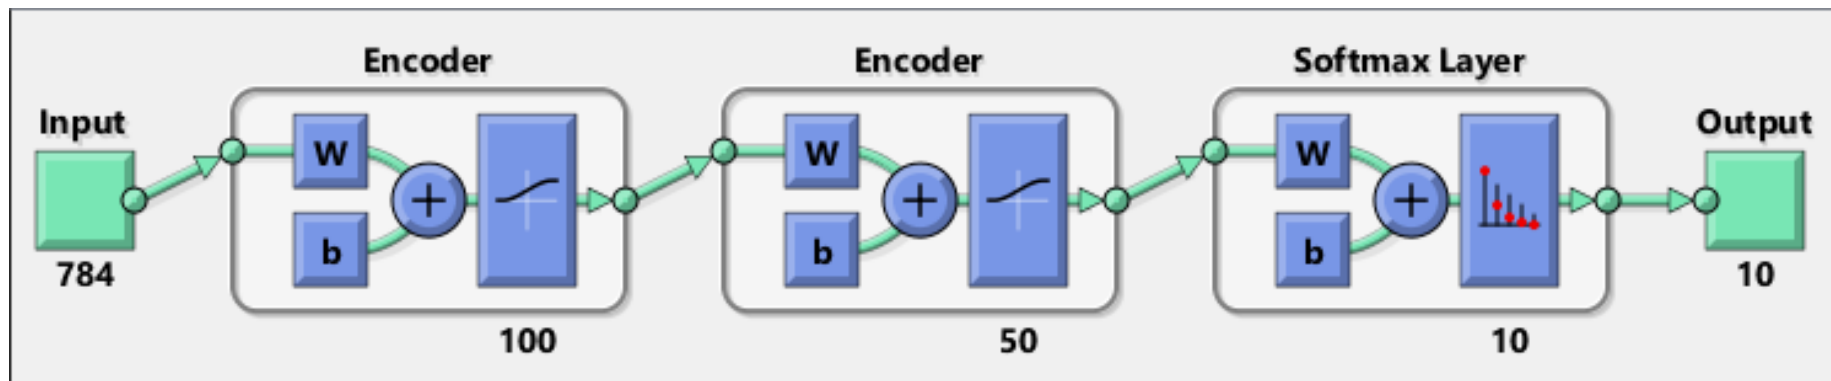 Input
784
Encoder
W
b
+
100
Encoder
W
b
+
50
Softmax Layer
W
b
+
10
Output
10